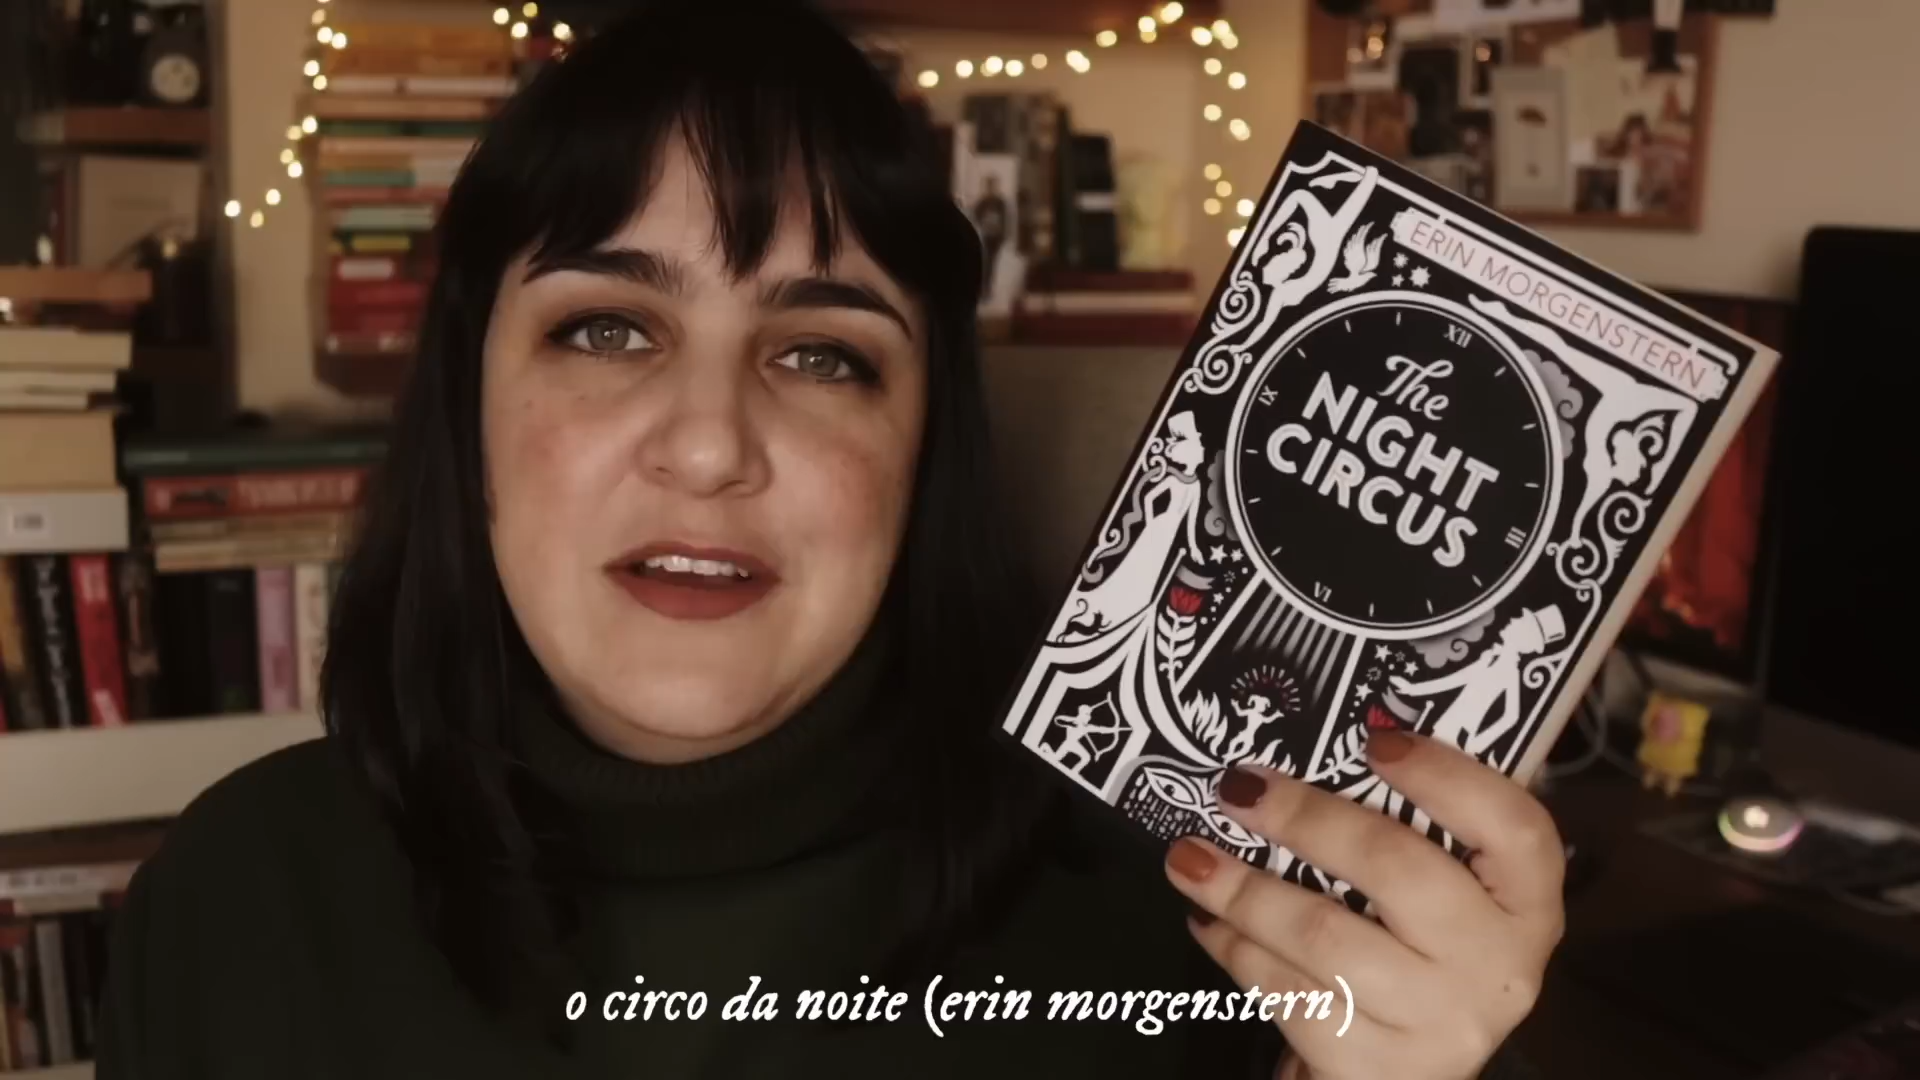 ERIN MORGENSTERN
XII
The
NIGHT
CIRCUS
IX
III
VI
o circo da noite (erin morgenstern)